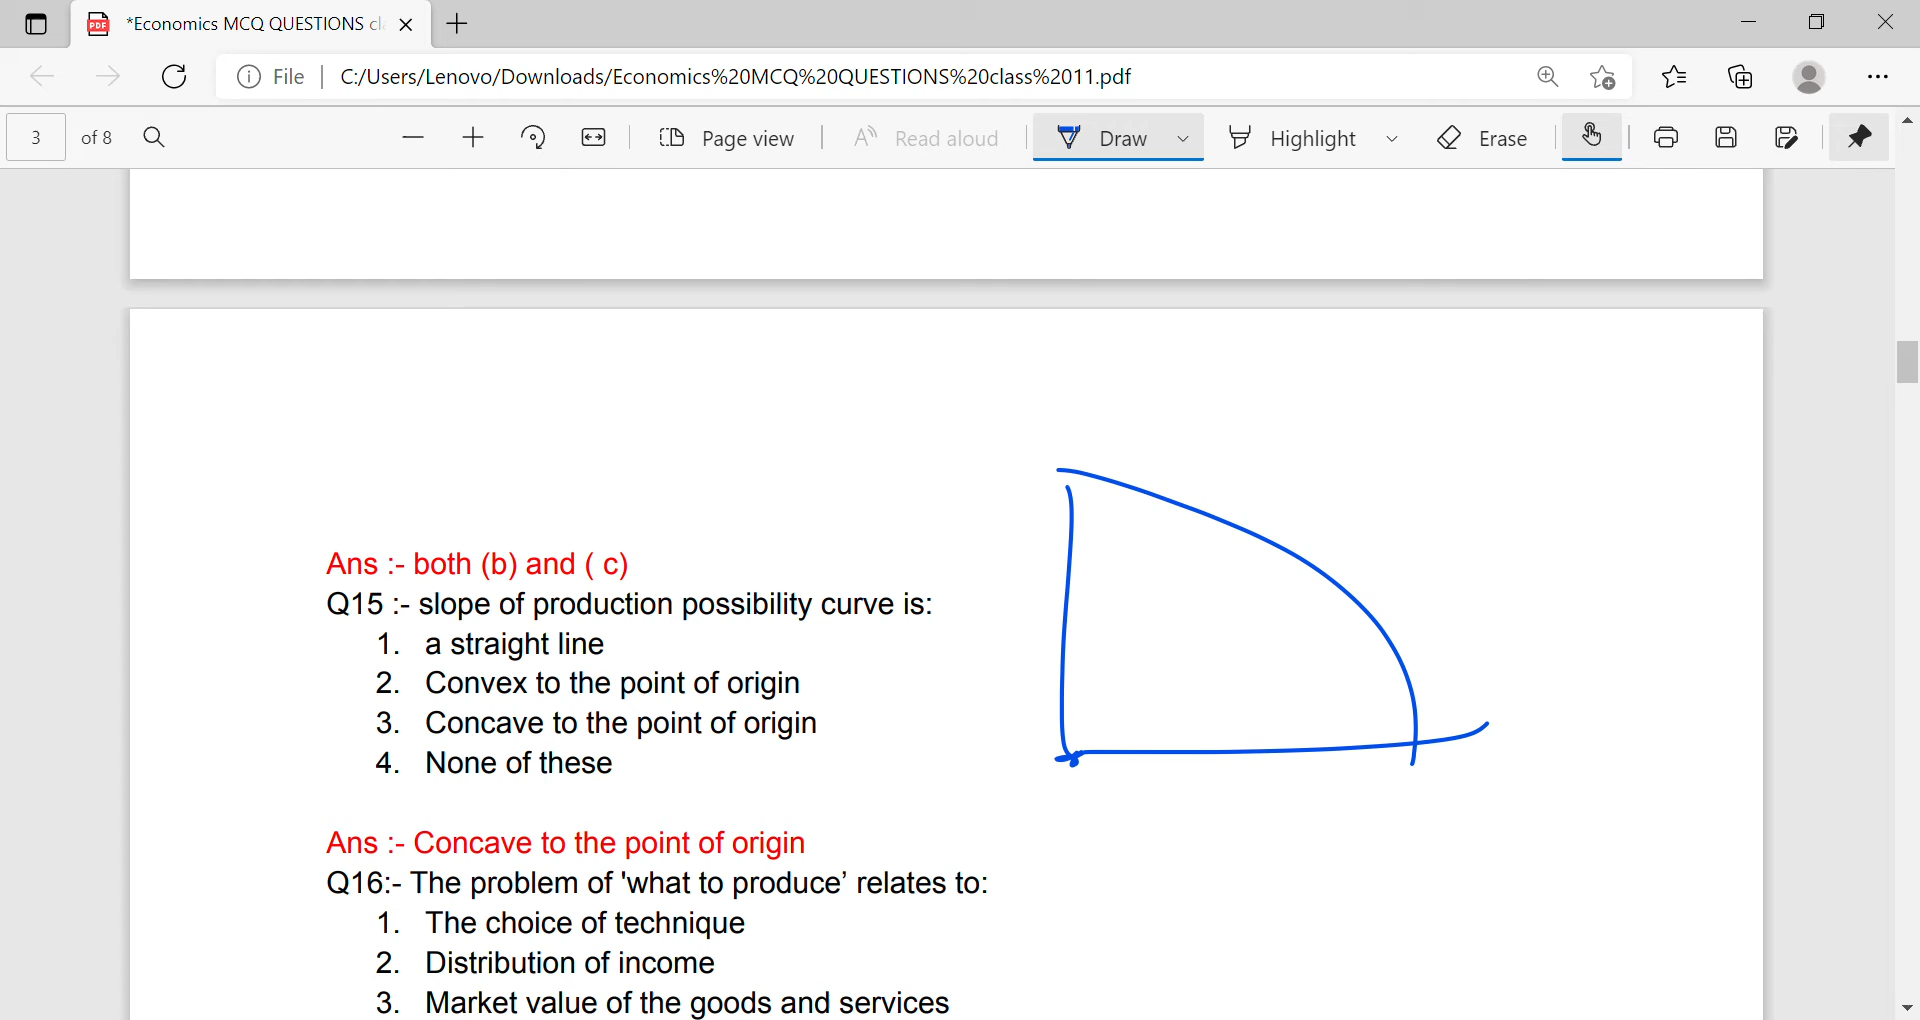 *Economics MCQ QUESTIONS cl
File C:/Users/Lenovo/Downloads/Economics%20MCQ%20QUESTIONS%20class%2011.pdf
3 of 8 Page view Read aloud Draw Highlight Erase
Ans :- both (b) and ( c)
Q15 :- slope of production possibility curve is:
1. a straight line
2. Convex to the point of origin
3. Concave to the point of origin
4. None of these
Ans :- Concave to the point of origin
Q16:- The problem of 'what to produce’ relates to:
1. The choice of technique
2. Distribution of income
3. Market value of the goods and services